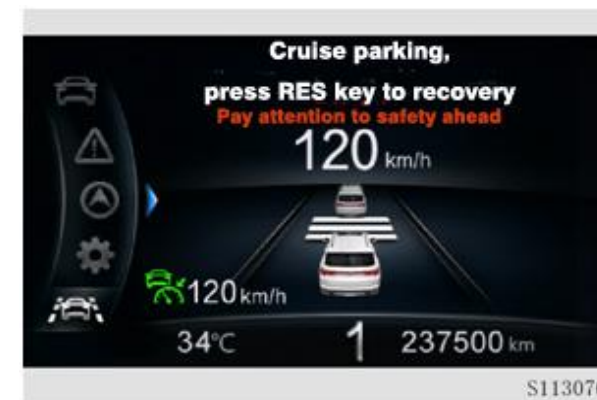 Cruise parking,
press RES key to recovery
Pay attention to safety ahead
120 km/h
120 km/h
34°C 1 237500 km